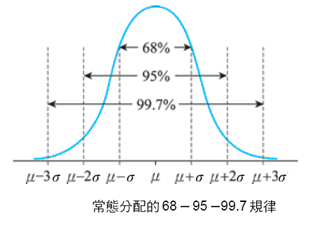 68%
95%
99.7%
μ−3σ μ−2σ μ−σ μ μ+σ μ+2σ μ+3σ
常態分配的 68 – 95 –99.7 規律